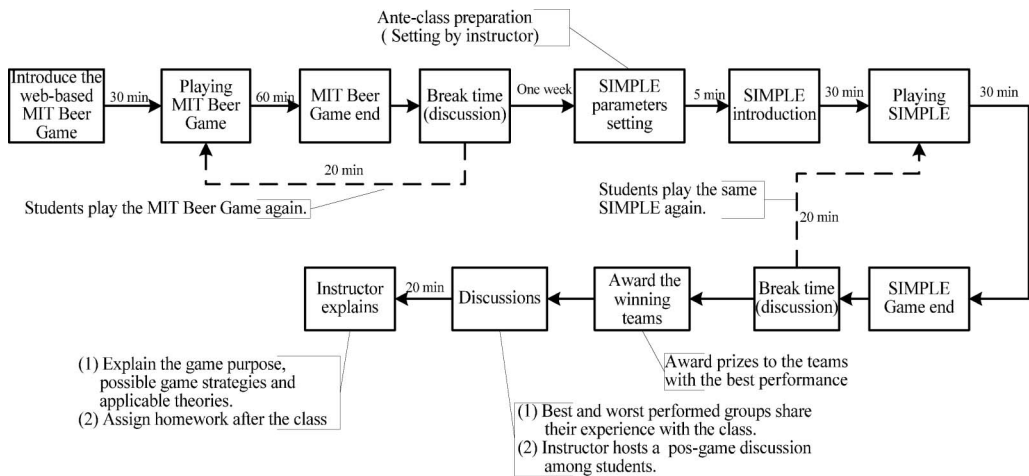 Ante-class preparation
( Setting by instructor)
Introduce the
web-based
MIT Beer
Game
30 min
Playing
MIT Beer
Game
60 min
MIT Beer
Game end
Break time
(discussion)
One week
SIMPLE
parameters
setting
5 min
SIMPLE
introduction
30 min
Playing
SIMPLE
30 min
20 min
Students play the MIT Beer Game again.
Students play the same
SIMPLE again.
20 min
Instructor
explains
20 min
Discussions
Award the
winning
teams
Break time
(discussion)
SIMPLE
Game end
(1) Explain the game purpose,
possible game strategies and
applicable theories.
(2) Assign homework after the class
Award prizes to the teams
with the best performance
(1) Best and worst performed groups share
their experience with the class.
(2) Instructor hosts a pos-game discussion
among students.